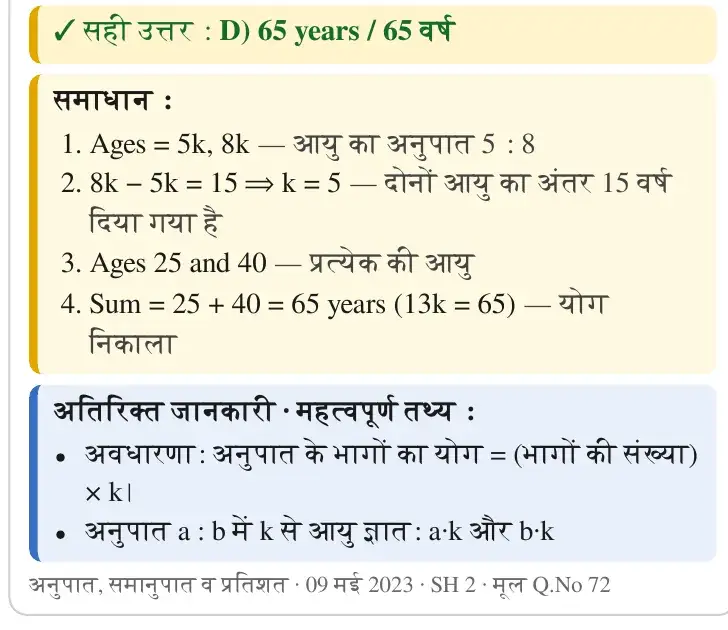 ✓ सही उत्तर : D) 65 years / 65 वर्ष
समाधान :
1. Ages = 5k, 8k — आयु का अनुपात 5 : 8
2. 8k − 5k = 15 ⟹ k = 5 — दोनों आयु का अंतर 15 वर्ष
दिया गया है
3. Ages 25 and 40 — प्रत्येक की आयु
4. Sum = 25 + 40 = 65 years (13k = 65) — योग
निकाला
अतिरिक्त जानकारी · महत्वपूर्ण तथ्य :
• अवधारणा : अनुपात के भागों का योग = (भागों की संख्या)
× k।
• अनुपात a : b में k से आयु ज्ञात : a·k और b·k
अनुपात, समानुपात व प्रतिशत · 09 मई 2023 · SH 2 · मूल Q.No 72